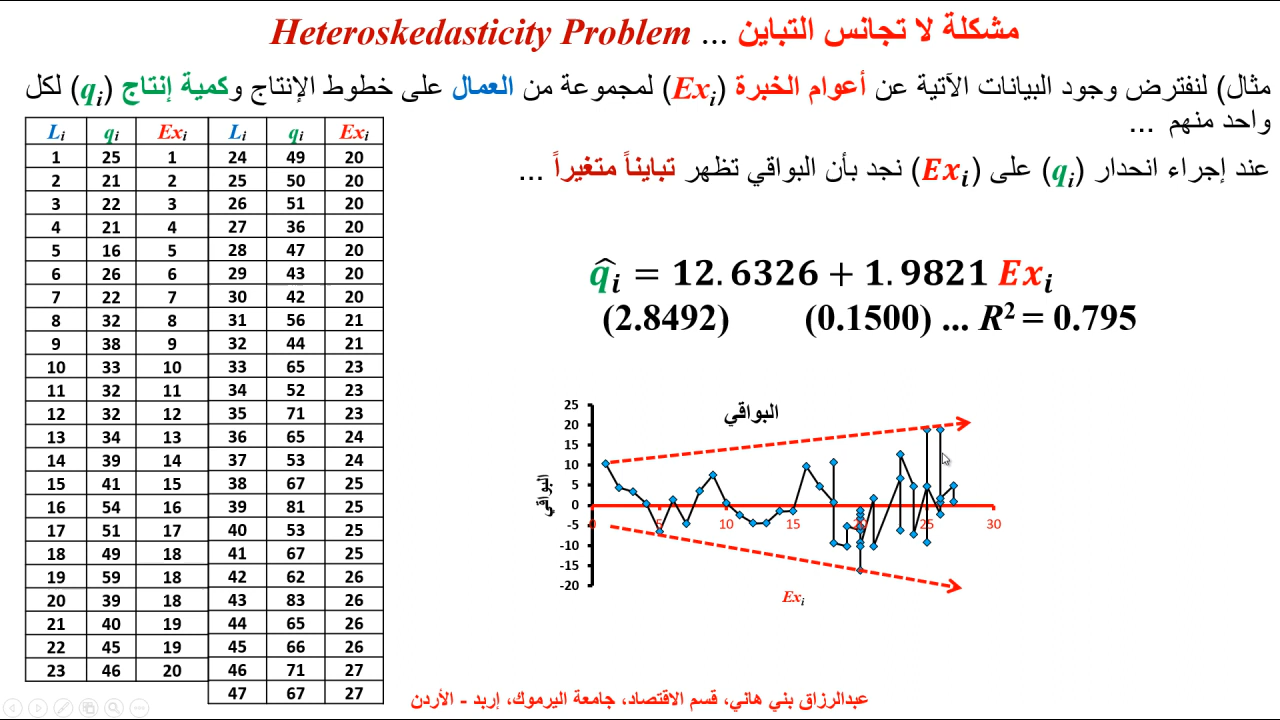 مشكلة لا تجانس التباين ... Heteroskedasticity Problem
مثال) لنفترض وجود البيانات الآتية عن أعوام الخبرة (Exi) لمجموعة من العمال على خطوط الإنتاج وكمية إنتاج (qi) لكل
واحد منهم ...
عند إجراء انحدار (qi) على (Exi) نجد بأن البواقي تظهر تبايناً متغيراً ...
Li qi Exi Li qi Exi
1 25 1 24 49 20
2 21 2 25 50 20
3 22 3 26 51 20
4 21 4 27 36 20
5 16 5 28 47 20
6 26 6 29 43 20
7 22 7 30 42 20
8 32 8 31 56 21
9 38 9 32 44 21
10 33 10 33 65 23
11 32 11 34 52 23
12 32 12 35 71 23
13 34 13 36 65 24
14 39 14 37 53 24
15 41 15 38 67 25
16 54 16 39 81 25
17 51 17 40 53 25
18 49 18 41 67 25
19 59 18 42 62 26
20 39 18 43 83 26
21 40 19 44 65 26
22 45 19 45 66 26
23 46 20 46 71 27
47 67 27
q̂i = 12.6326 + 1.9821 Exi
(2.8492) (0.1500) ... R² = 0.795
البواقي
البواقي
25
20
15
10
5
0
-5
-10
-15
-20
0 5 10 15 20 25 30
Exi
عبدالرزاق بني هاني، قسم الاقتصاد، جامعة اليرموك، إربد - الأردن